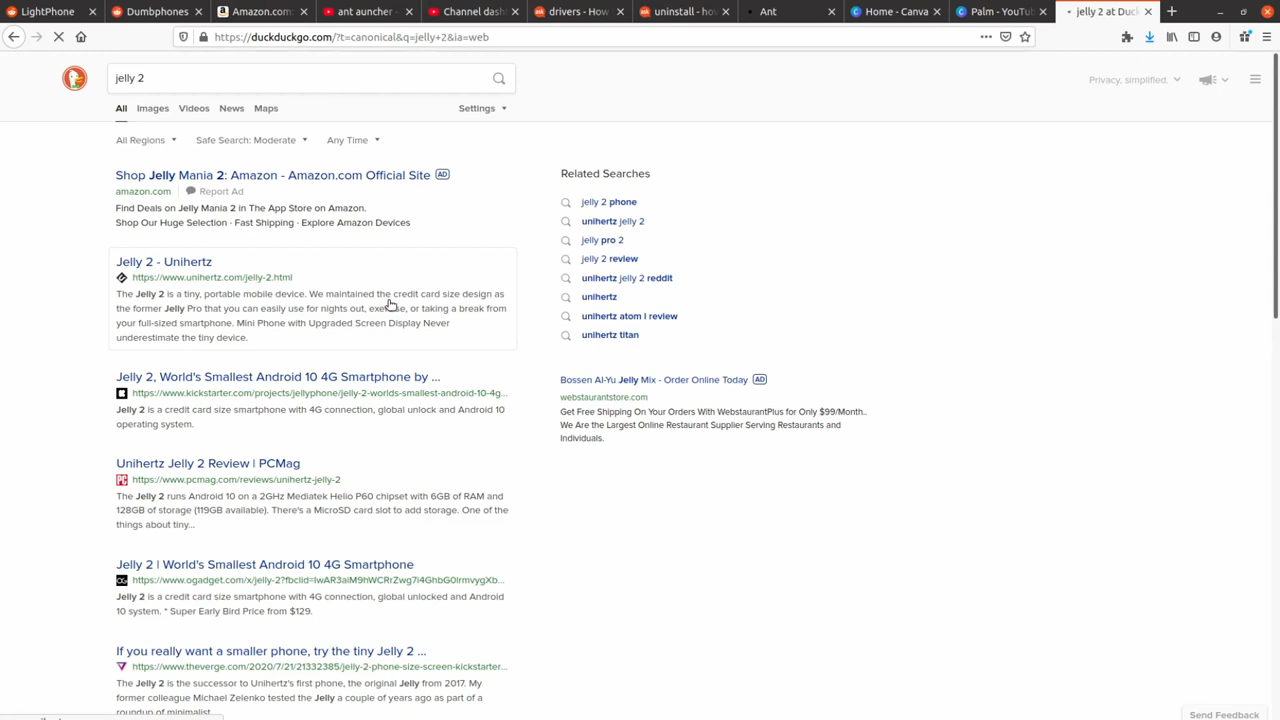 LightPhone
Dumbphones
Amazon.com
ant auncher -
Channel dash
drivers - How
uninstall - ho
Ant
Home - Canva
Palm - YouTu
jelly 2 at Duck
https://duckduckgo.com/?t=canonical&q=jelly+2&ia=web
jelly 2
Privacy, simplified.
All Images Videos News Maps Settings
All Regions Safe Search: Moderate Any Time
Shop Jelly Mania 2: Amazon - Amazon.com Official Site AD
amazon.com Report Ad
Find Deals on Jelly Mania 2 in The App Store on Amazon.
Shop Our Huge Selection · Fast Shipping · Explore Amazon Devices
Jelly 2 - Unihertz
https://www.unihertz.com/jelly-2.html
The Jelly 2 is a tiny, portable mobile device. We maintained the credit card size design as
the former Jelly Pro that you can easily use for nights out, exercise, or taking a break from
your full-sized smartphone. Mini Phone with Upgraded Screen Display Never
underestimate the tiny device.
Jelly 2, World's Smallest Android 10 4G Smartphone by ...
https://www.kickstarter.com/projects/jellyphone/jelly-2-worlds-smallest-android-10-4g...
Jelly 2 is a credit card size smartphone with 4G connection, global unlock and Android 10
operating system.
Unihertz Jelly 2 Review | PCMag
https://www.pcmag.com/reviews/unihertz-jelly-2
The Jelly 2 runs Android 10 on a 2GHz Mediatek Helio P60 chipset with 6GB of RAM and
128GB of storage (119GB available). There's a MicroSD card slot to add storage. One of the
things about tiny...
Jelly 2 | World's Smallest Android 10 4G Smartphone
https://www.ogadget.com/x/jelly-2?fbclid=IwAR3aiM9hWCRrZwg7i4GhbG0lrmvygXb...
Jelly 2 is a credit card size smartphone with 4G connection, global unlocked and Android
10 system. * Super Early Bird Price from $129.
If you really want a smaller phone, try the tiny Jelly 2 ...
https://www.theverge.com/2020/7/21/21332385/jelly-2-phone-size-screen-kickstarter...
The Jelly 2 is the successor to Unihertz's first phone, the original Jelly from 2017. My
former colleague Michael Zelenko tested the Jelly a couple of years ago as part of a
roundup of minimalist
Related Searches
jelly 2 phone
unihertz jelly 2
jelly pro 2
jelly 2 review
unihertz jelly 2 reddit
unihertz
unihertz atom l review
unihertz titan
Bossen Al-Yu Jelly Mix - Order Online Today AD
webstaurantstore.com
Get Free Shipping On Your Orders With WebstaurantPlus for Only $99/Month..
We Are the Largest Online Restaurant Supplier Serving Restaurants and
Individuals.
Send Feedback